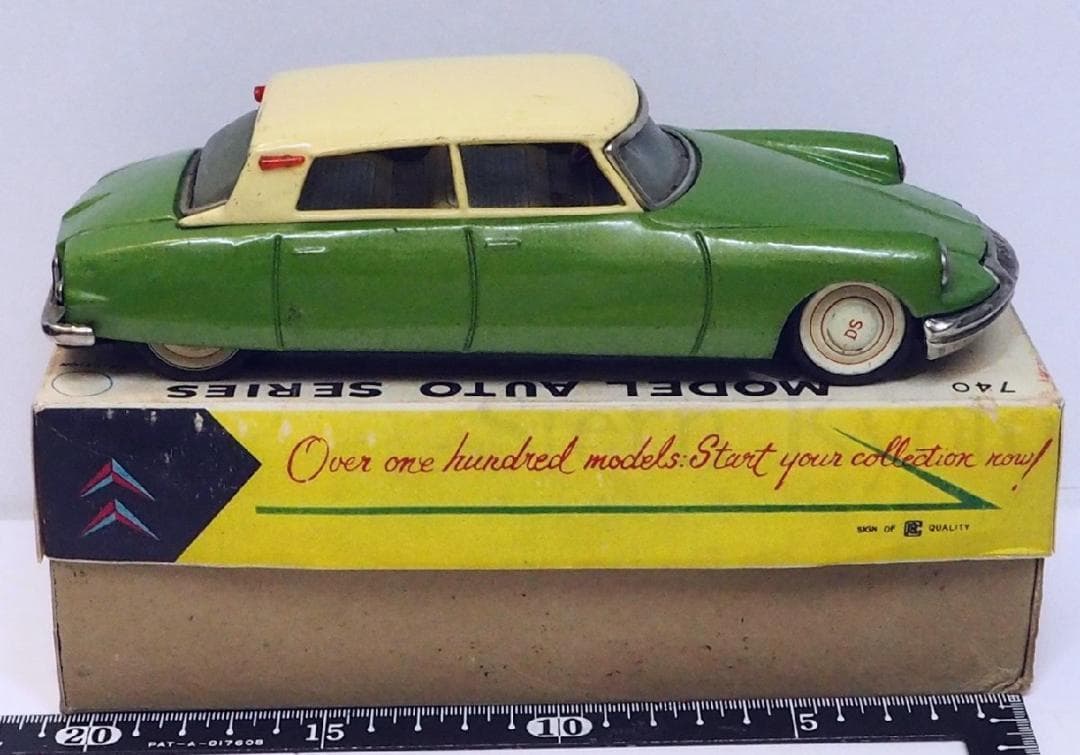 DS
740 MODEL AUTO SERIES
Over one hundred models: Start your collection now!
SIGN OF BC QUALITY
20 15 10 5
PAT-A-017608